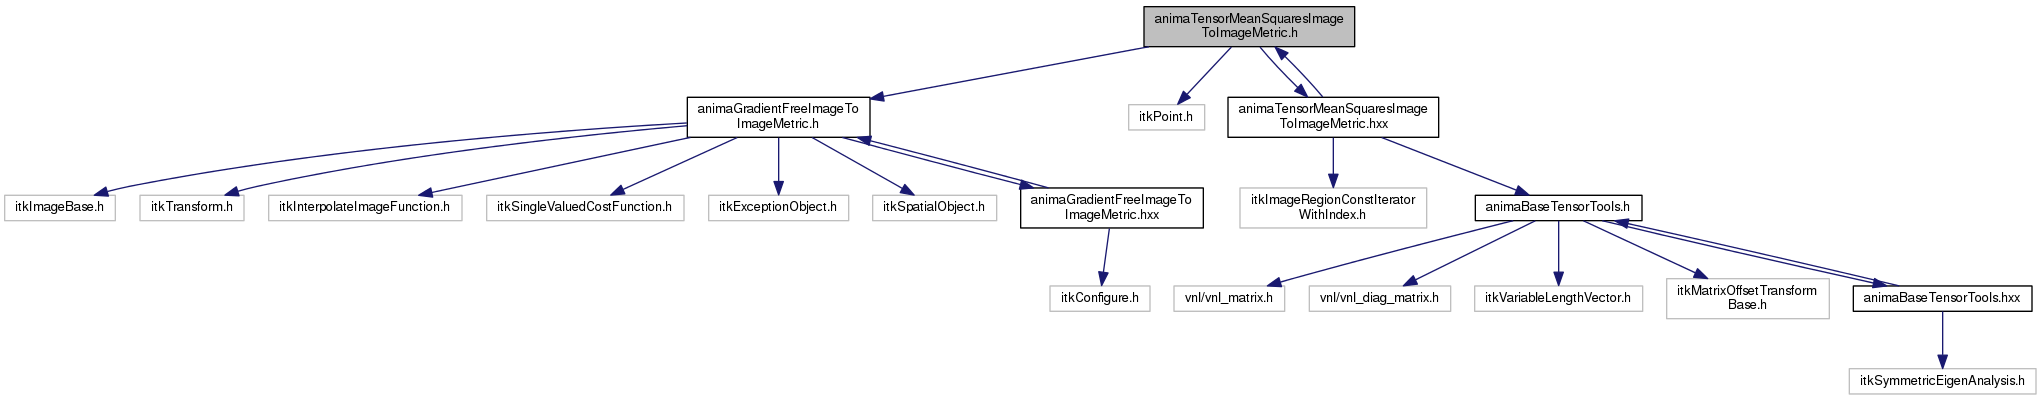 animaTensorMeanSquaresImage
ToImageMetric.h
animaGradientFreeImageTo
ImageMetric.h
itkPoint.h
animaTensorMeanSquaresImage
ToImageMetric.hxx
itkImageBase.h
itkTransform.h
itkInterpolateImageFunction.h
itkSingleValuedCostFunction.h
itkExceptionObject.h
itkSpatialObject.h
animaGradientFreeImageTo
ImageMetric.hxx
itkImageRegionConstIterator
WithIndex.h
animaBaseTensorTools.h
itkConfigure.h
vnl/vnl_matrix.h
vnl/vnl_diag_matrix.h
itkVariableLengthVector.h
itkMatrixOffsetTransform
Base.h
animaBaseTensorTools.hxx
itkSymmetricEigenAnalysis.h